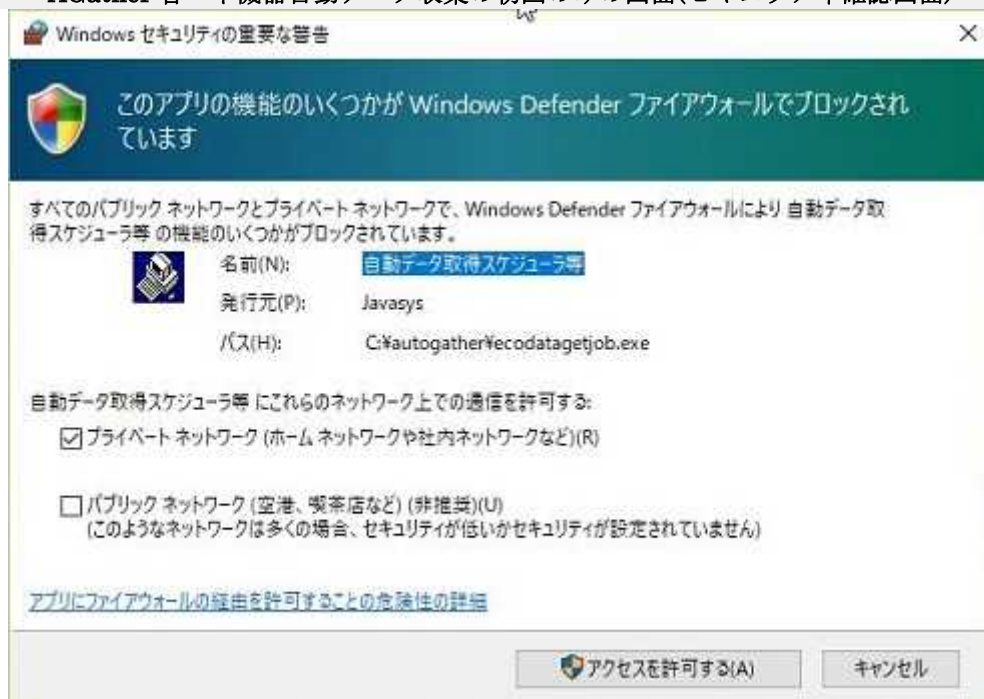 Windows セキュリティの重要な警告
このアプリの機能のいくつかが Windows Defender ファイアウォールでブロックされ
ています
すべてのパブリック ネットワークとプライベート ネットワークで、Windows Defender ファイアウォールにより 自動データ取
得スケジューラ等 の機能のいくつかがブロックされています。
名前(N): 自動データ取得スケジューラ等
発行元(P): Javasys
パス(H): C:¥autogather¥ecodatagetjob.exe
自動データ取得スケジューラ等 にこれらのネットワーク上での通信を許可する:
プライベート ネットワーク (ホーム ネットワークや社内ネットワークなど)(R)
パブリック ネットワーク (空港、喫茶店など) (非推奨)(U)
(このようなネットワークは多くの場合、セキュリティが低いかセキュリティが設定されていません)
アプリにファイアウォールの経由を許可することの危険性の詳細
アクセスを許可する(A) キャンセル